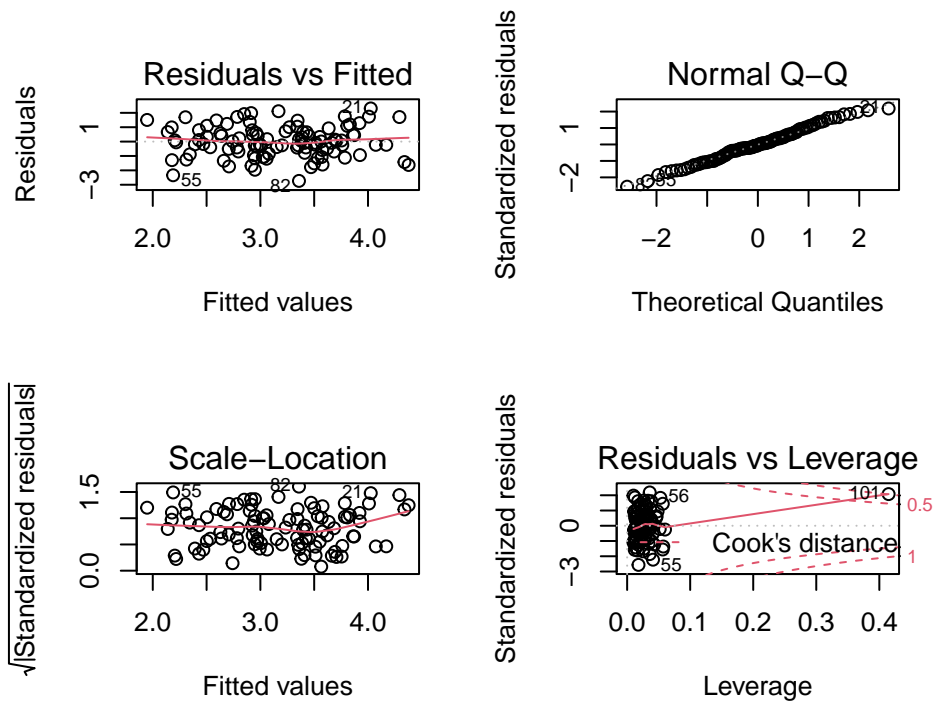 Residuals vs Fitted
Residuals
1
−3
21
55
82
2.0 3.0 4.0
Fitted values
Normal Q−Q
Standardized residuals
1
−2
21
−2 0 1 2
Theoretical Quantiles
Scale−Location
√|Standardized residuals|
1.5
0.0
55
82
21
2.0 3.0 4.0
Fitted values
Residuals vs Leverage
Standardized residuals
0
−3
56
101
55
0.5
1
Cook's distance
0.0 0.1 0.2 0.3 0.4
Leverage